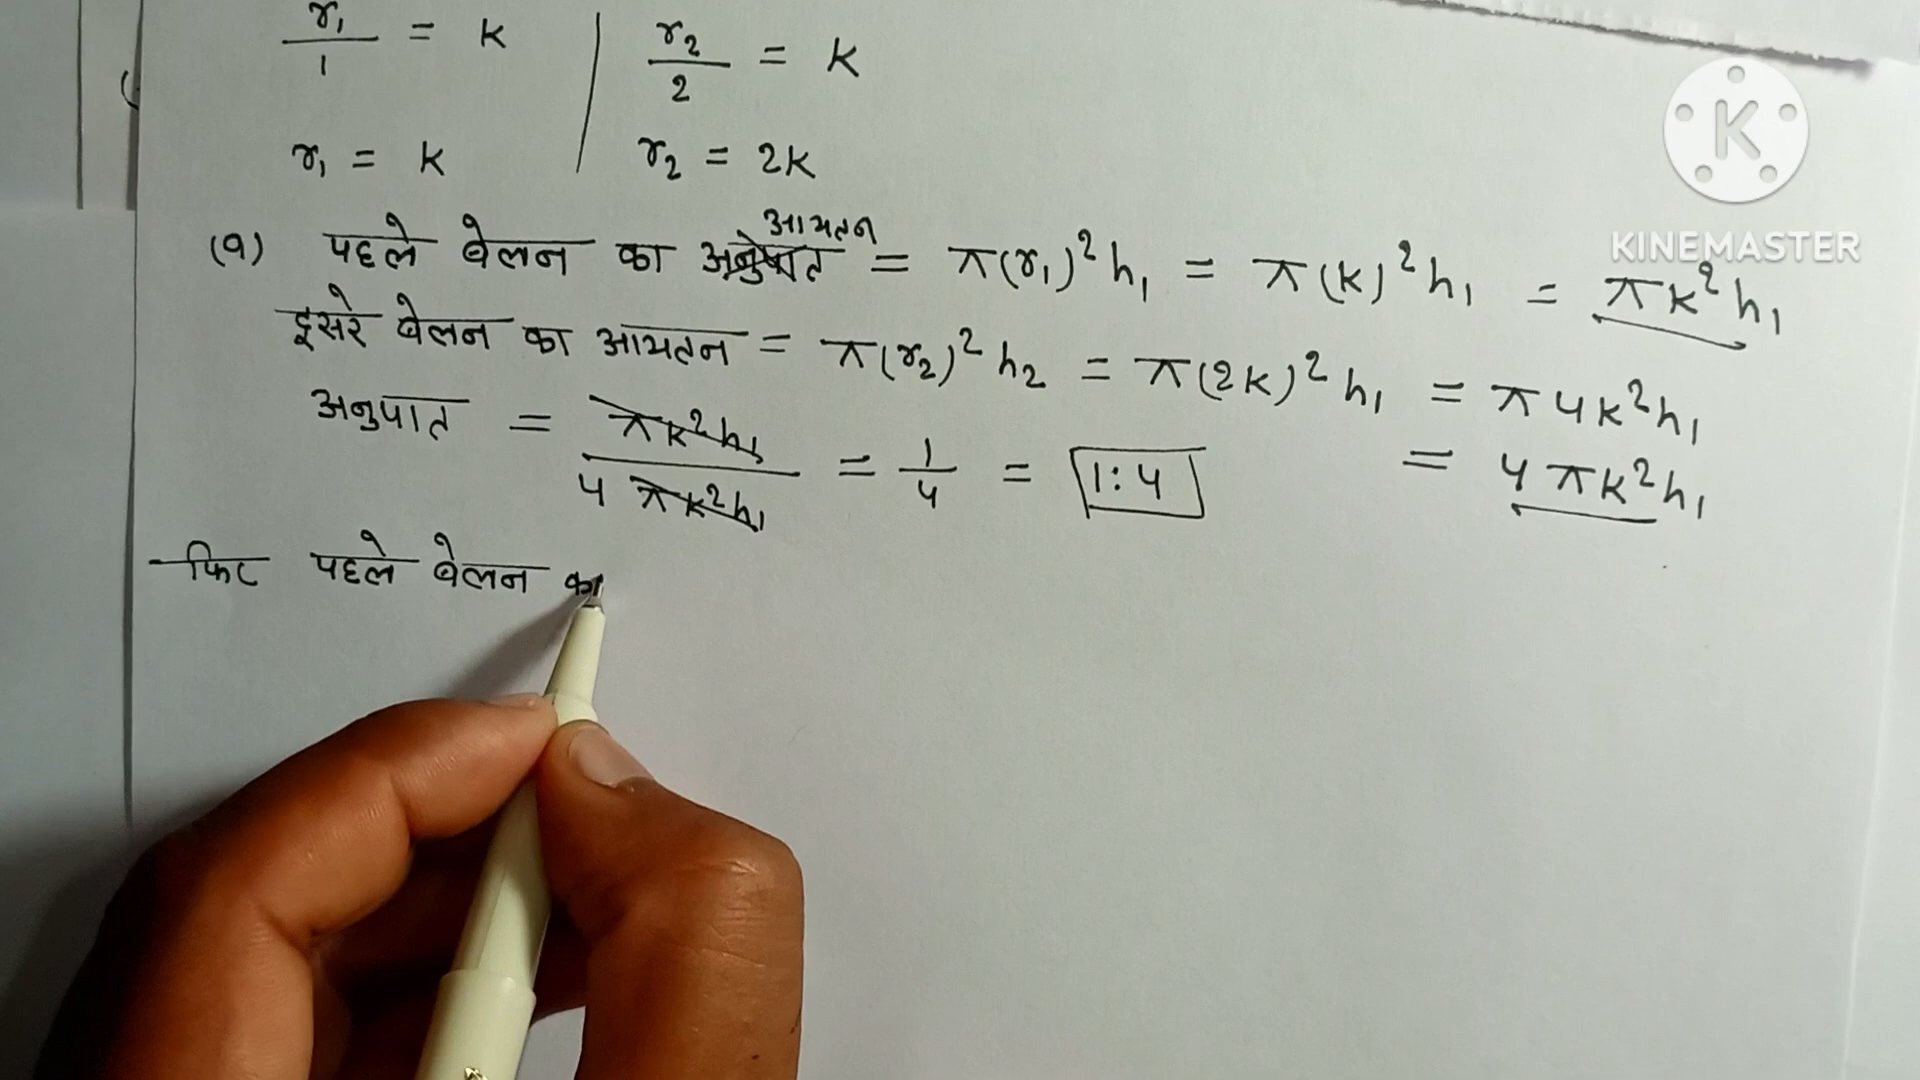 r₁/1 = K | r₂/2 = K
r₁ = K | r₂ = 2K
(१) पहले बेलन का आयतन = π(r₁)²h₁ = π(K)²h₁ = πK²h₁
दूसरे बेलन का आयतन = π(r₂)²h₂ = π(2K)²h₁ = π4K²h₁
अनुपात = πK²h₁/4πK²h₁ = 1/4 = 1:4
= 4πK²h₁
फिर पहले बेलन का
K
KINEMASTER